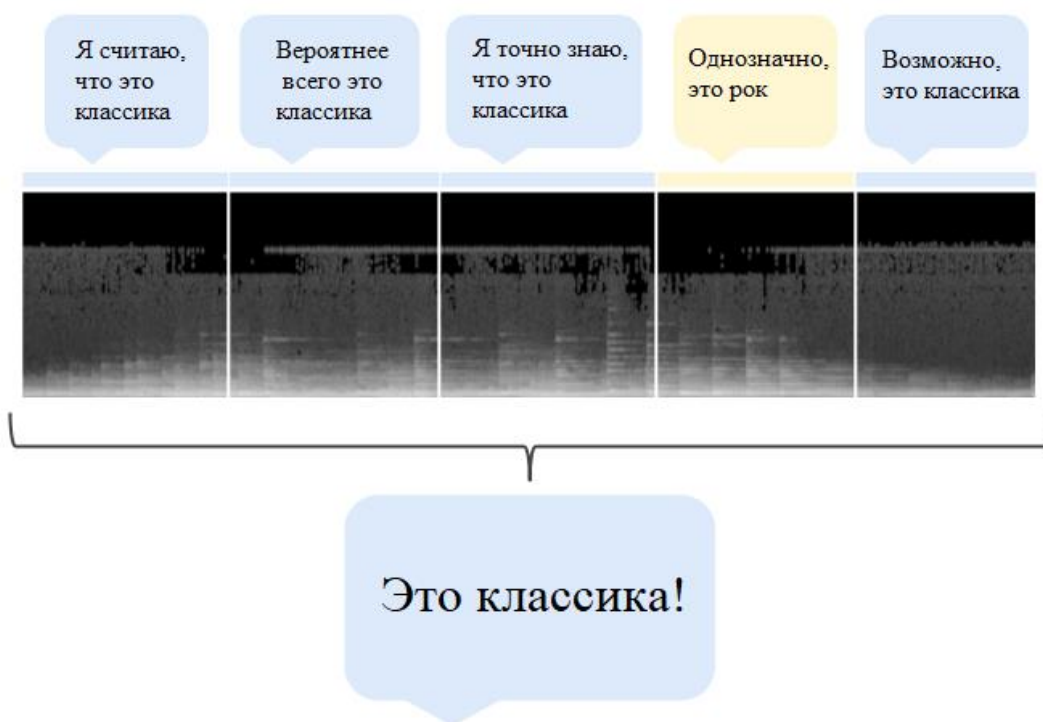 Я считаю,
что это
классика
Вероятнее
всего это
классика
Я точно знаю,
что это
классика
Однозначно,
это рок
Возможно,
это классика
Это классика!